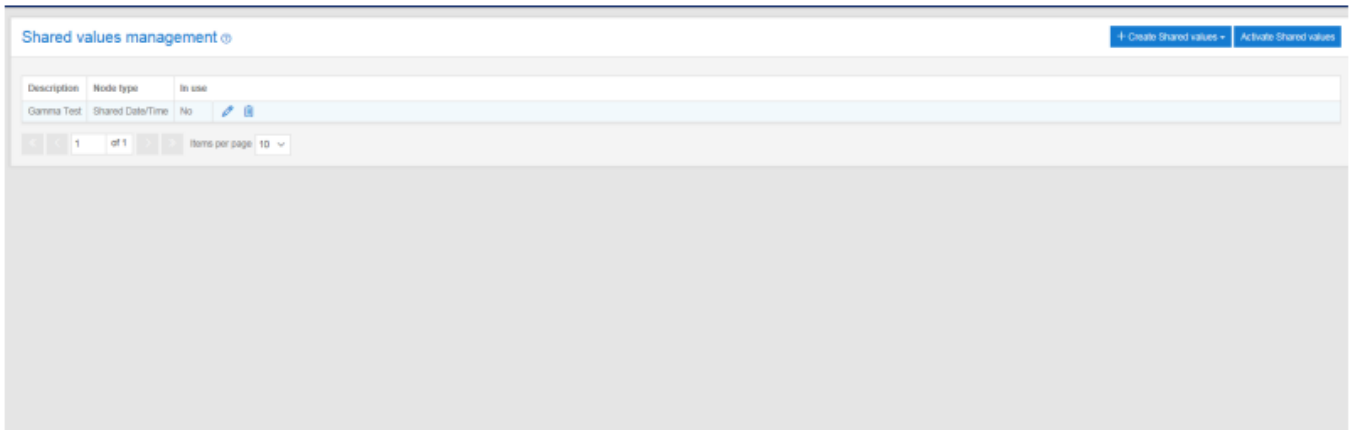 Shared values management
+ Create Shared values
Activate Shared values
Description Node type In use
Gamma Test Shared Date/Time No
1 of 1 Items per page 10